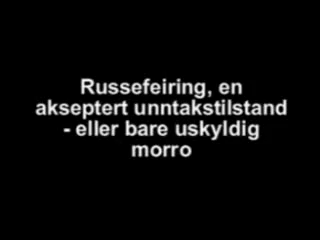 Russefeiring, en
akseptert unntakstilstand
- eller bare uskyldig
morro